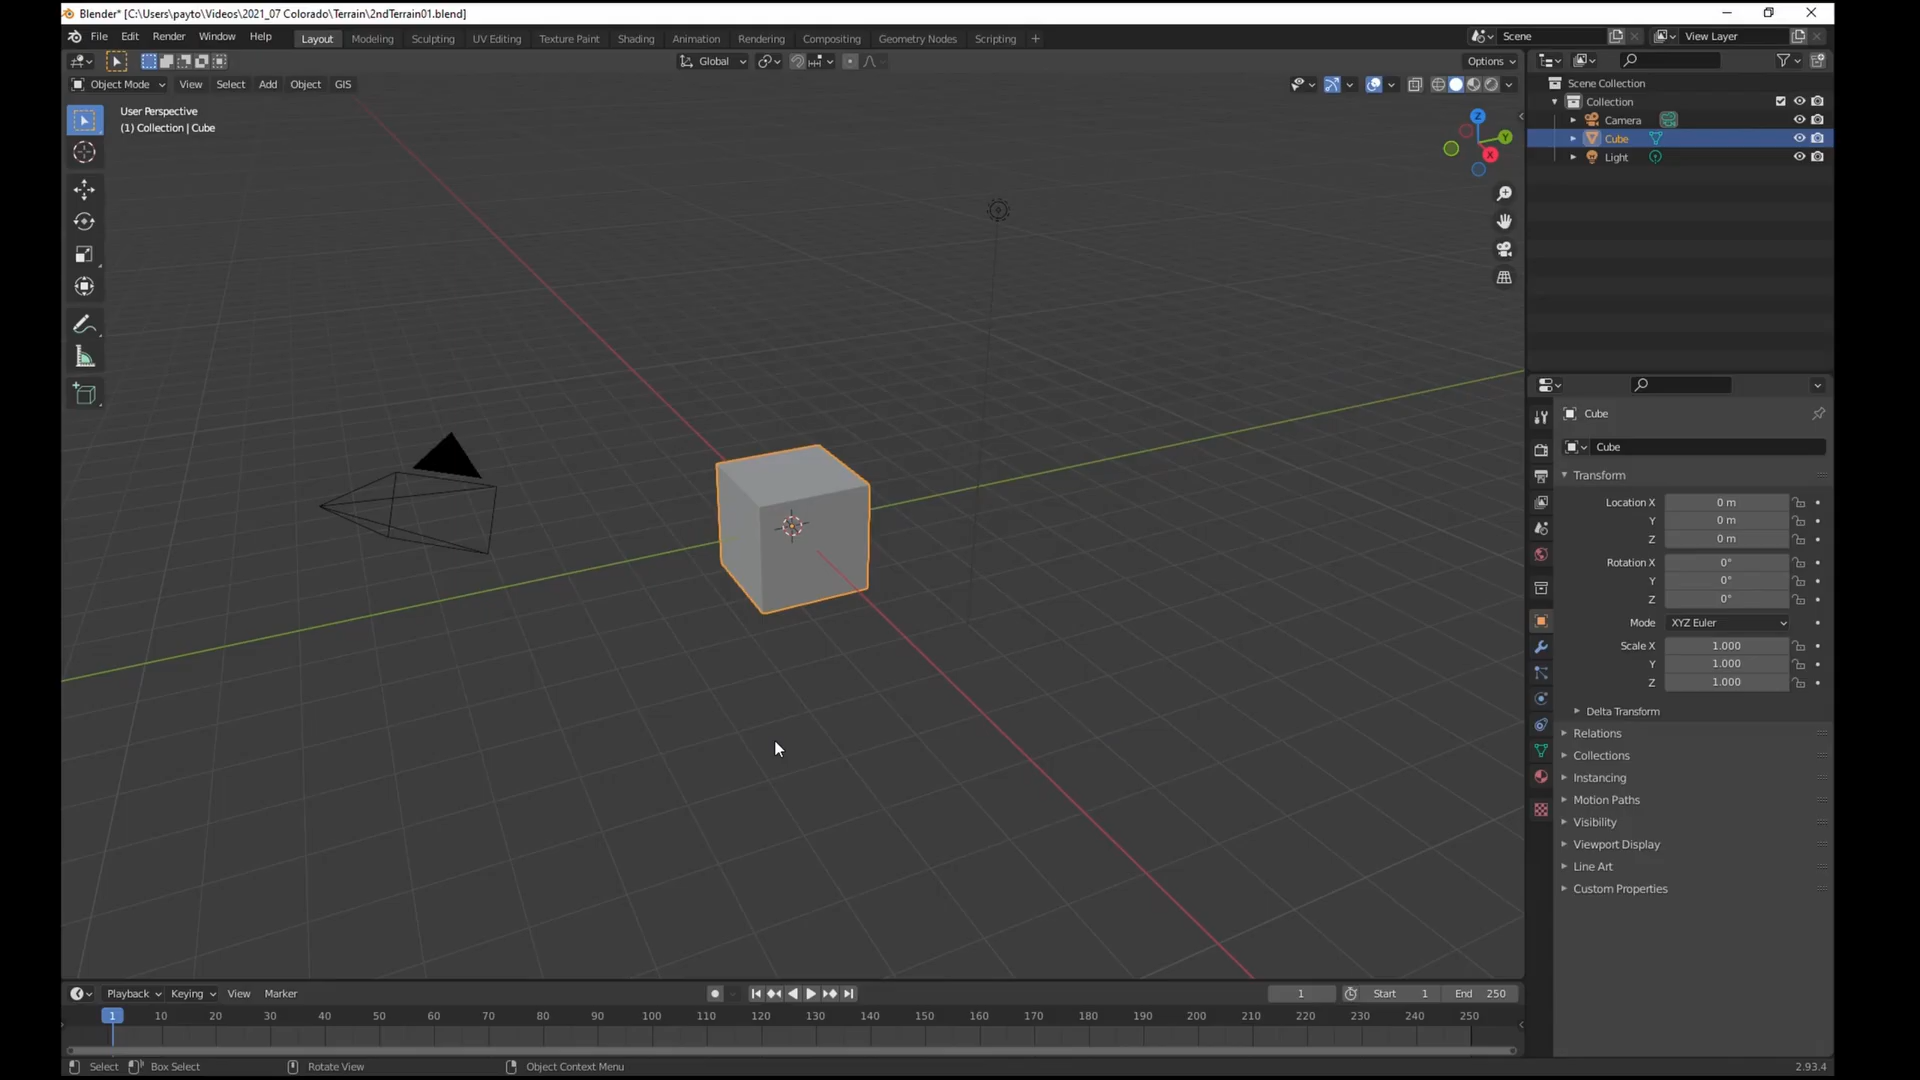 Blender* [C:\Users\payto\Videos\2021_07 Colorado\Terrain\2ndTerrain01.blend]
File Edit Render Window Help Layout Modeling Sculpting UV Editing Texture Paint Shading Animation Rendering Compositing Geometry Nodes Scripting + Scene View Layer
Global Options
Object Mode View Select Add Object GIS
User Perspective
(1) Collection | Cube
Z
Y
X
Scene Collection
Collection
Camera
Cube
Light
Cube
Cube
Transform
Location X 0 m
Y 0 m
Z 0 m
Rotation X 0°
Y 0°
Z 0°
Mode XYZ Euler
Scale X 1.000
Y 1.000
Z 1.000
Delta Transform
Relations
Collections
Instancing
Motion Paths
Visibility
Viewport Display
Line Art
Custom Properties
Playback Keying View Marker 1 Start 1 End 250
1 10 20 30 40 50 60 70 80 90 100 110 120 130 140 150 160 170 180 190 200 210 220 230 240 250
Select Box Select Rotate View Object Context Menu 2.93.4